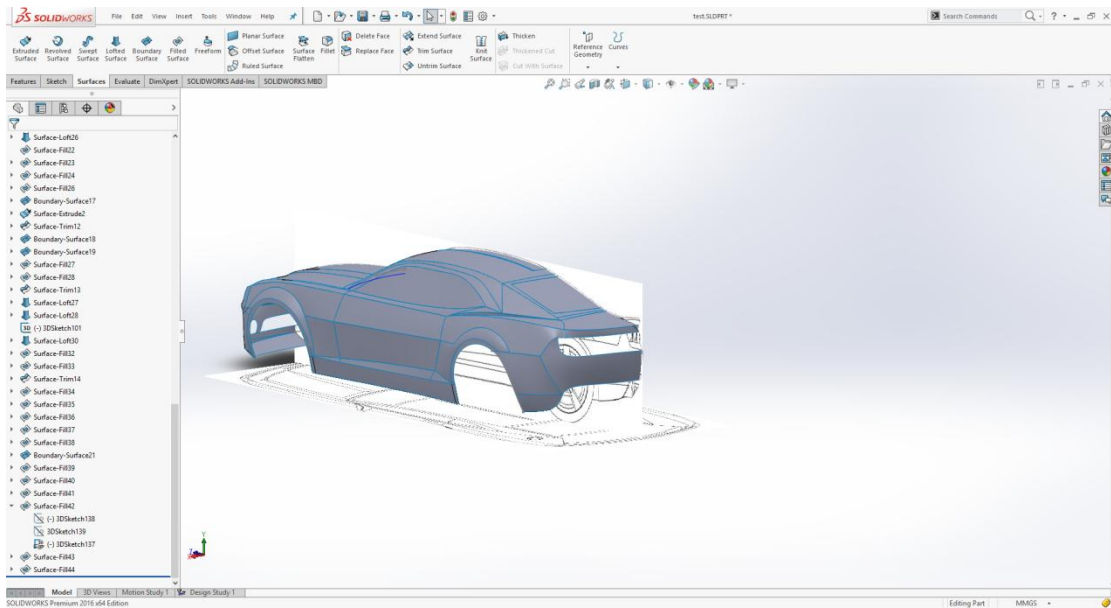 SOLIDWORKS File Edit View Insert Tools Window Help test.SLDPRT * Search Commands
Extruded Surface
Revolved Surface
Swept Surface
Lofted Surface
Boundary Surface
Filled Surface
Freeform
Planar Surface
Offset Surface
Ruled Surface
Surface Flatten
Fillet
Delete Face
Replace Face
Extend Surface
Trim Surface
Untrim Surface
Knit Surface
Thicken
Thickened Cut
Cut With Surface
Reference Geometry
Curves
Features Sketch Surfaces Evaluate DimXpert SOLIDWORKS Add-Ins SOLIDWORKS MBD
Surface-Loft26
Surface-Fill22
Surface-Fill23
Surface-Fill24
Surface-Fill26
Boundary-Surface17
Surface-Extrude2
Surface-Trim12
Boundary-Surface18
Boundary-Surface19
Surface-Fill27
Surface-Fill28
Surface-Trim13
Surface-Loft27
Surface-Loft28
3D (-) 3DSketch101
Surface-Loft30
Surface-Fill32
Surface-Fill33
Surface-Trim14
Surface-Fill34
Surface-Fill35
Surface-Fill36
Surface-Fill37
Surface-Fill38
Boundary-Surface21
Surface-Fill39
Surface-Fill40
Surface-Fill41
Surface-Fill42
(-) 3DSketch138
3DSketch139
(-) 3DSketch137
Surface-Fill43
Surface-Fill44
Y
Model 3D Views Motion Study 1 Design Study 1
SOLIDWORKS Premium 2016 x64 Edition Editing Part MMGS